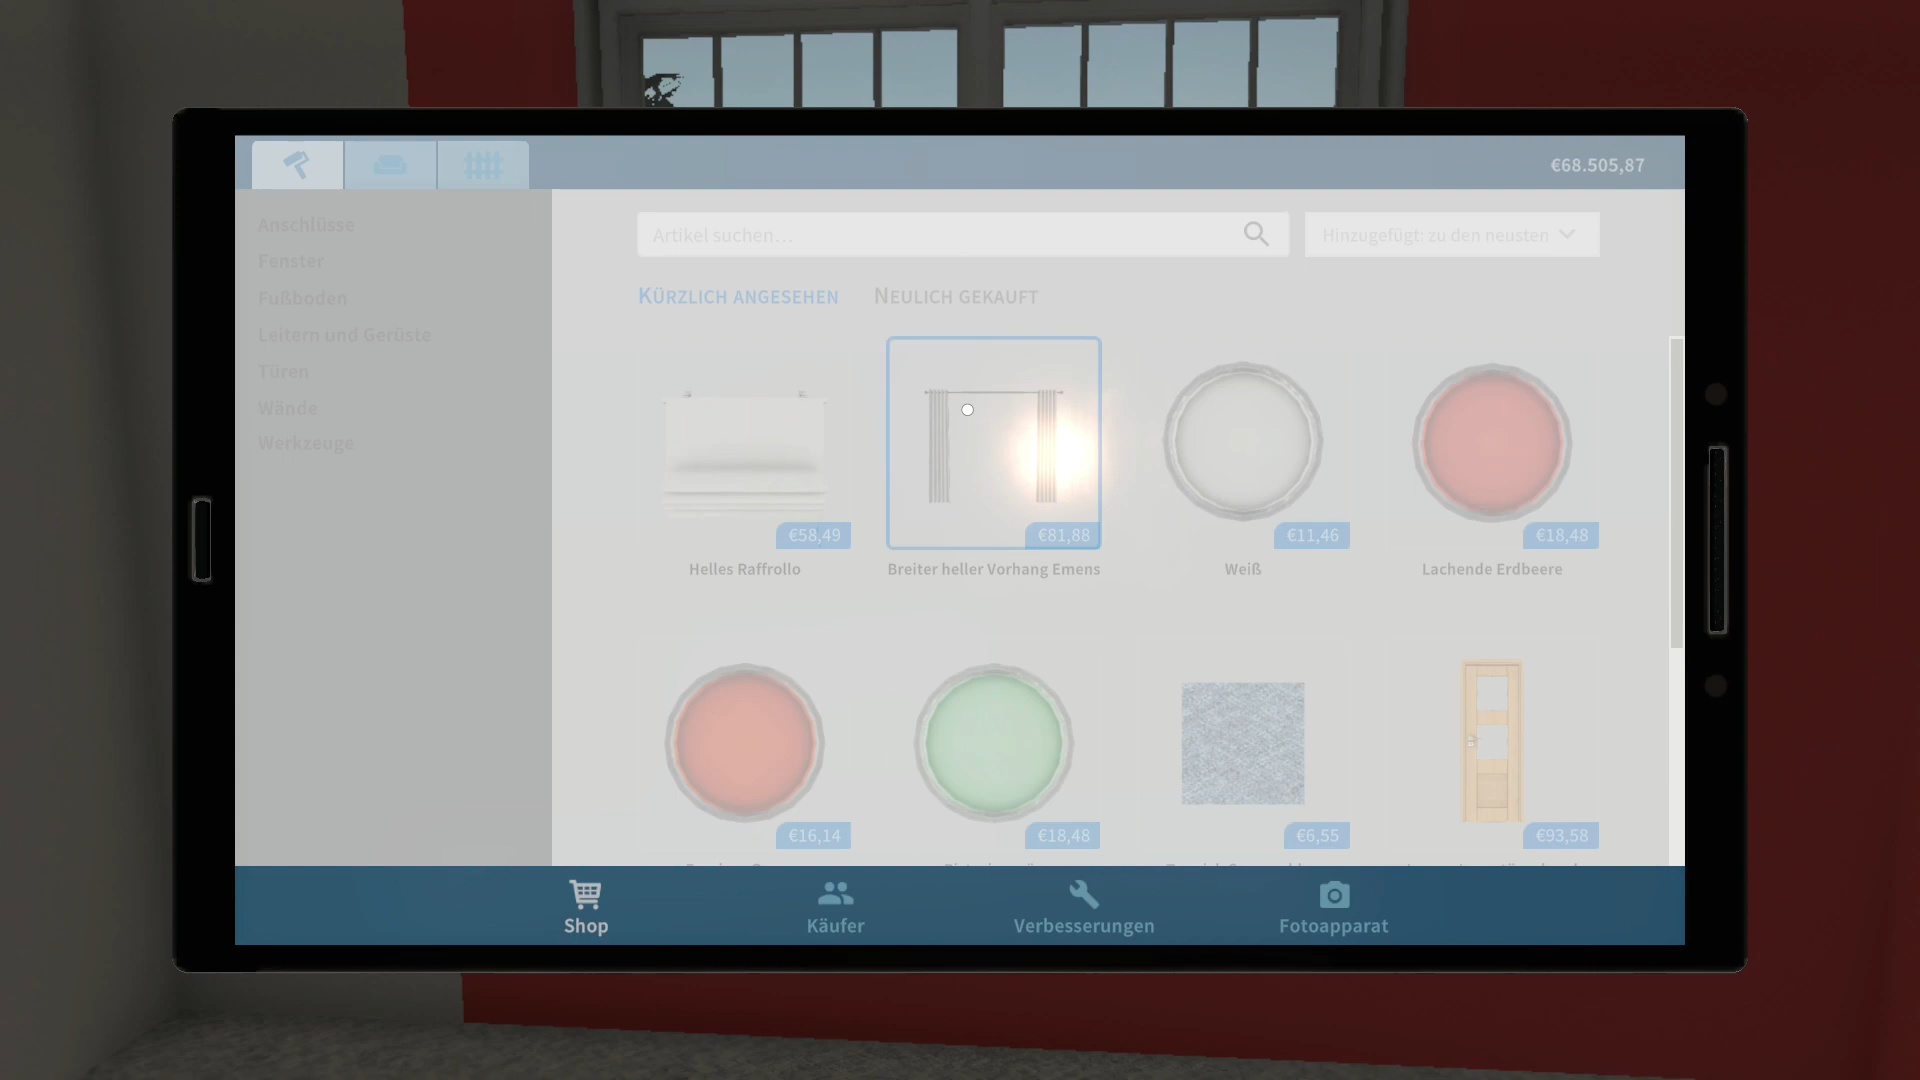 €68.505,87
Anschlüsse
Fenster
Fußboden
Leitern und Gerüste
Türen
Wände
Werkzeuge
Artikel suchen...
Hinzugefügt: zu den neusten
KÜRZLICH ANGESEHEN
NEULICH GEKAUFT
€58,49
€81,88
€11,46
€18,48
Helles Raffrollo
Breiter heller Vorhang Emens
Weiß
Lachende Erdbeere
€16,14
€18,48
€6,55
€93,58
Shop
Käufer
Verbesserungen
Fotoapparat